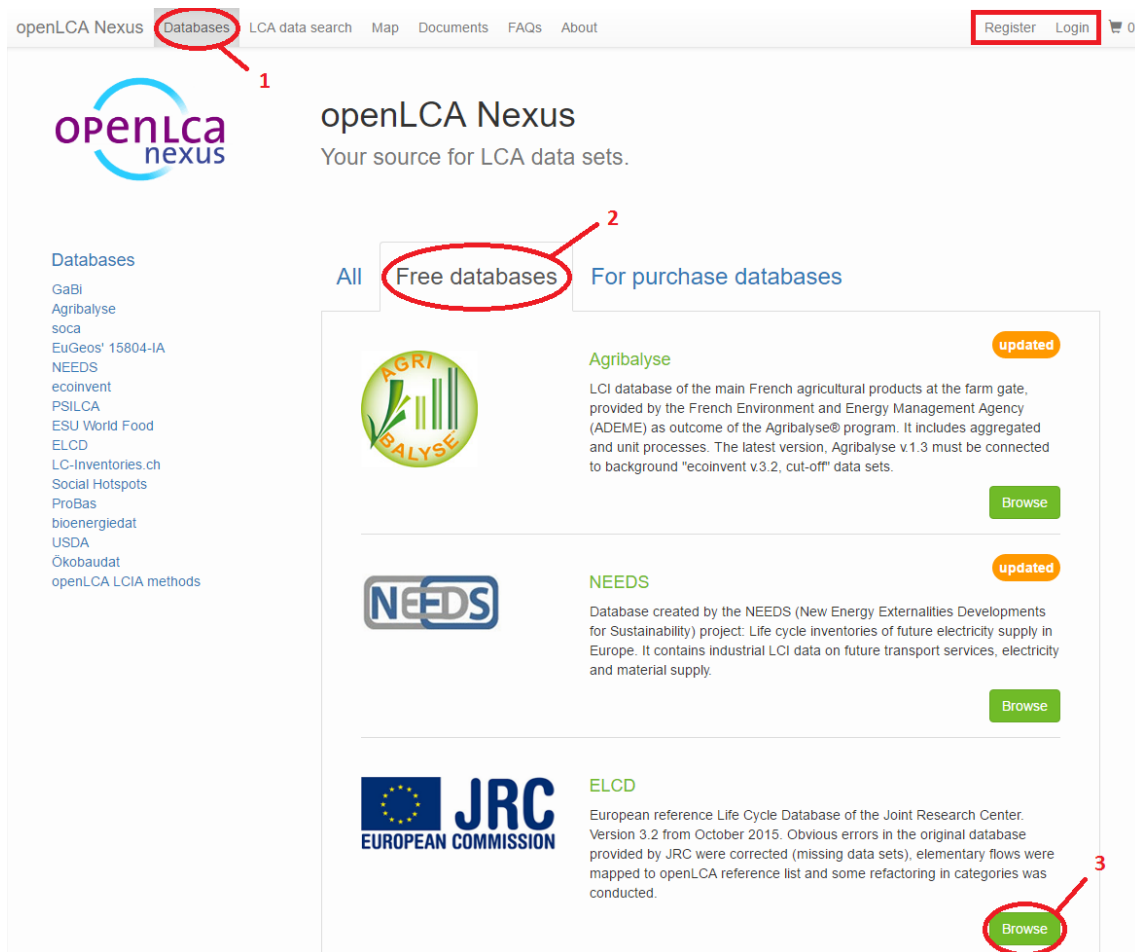 openLCA Nexus Databases LCA data search Map Documents FAQs About Register Login 0
1
openLCA
nexus
openLCA Nexus
Your source for LCA data sets.
2
Databases
GaBi
Agribalyse
soca
EuGeos' 15804-IA
NEEDS
ecoinvent
PSILCA
ESU World Food
ELCD
LC-Inventories.ch
Social Hotspots
ProBas
bioenergiedat
USDA
Ökobaudat
openLCA LCIA methods
All Free databases For purchase databases
AGRI
BALYSE
updated
Agribalyse
LCI database of the main French agricultural products at the farm gate,
provided by the French Environment and Energy Management Agency
(ADEME) as outcome of the Agribalyse® program. It includes aggregated
and unit processes. The latest version, Agribalyse v.1.3 must be connected
to background "ecoinvent v.3.2, cut-off" data sets.
Browse
NEEDS
updated
NEEDS
Database created by the NEEDS (New Energy Externalities Developments
for Sustainability) project: Life cycle inventories of future electricity supply in
Europe. It contains industrial LCI data on future transport services, electricity
and material supply.
Browse
JRC
EUROPEAN COMMISSION
ELCD
European reference Life Cycle Database of the Joint Research Center.
Version 3.2 from October 2015. Obvious errors in the original database
provided by JRC were corrected (missing data sets), elementary flows were
mapped to openLCA reference list and some refactoring in categories was
conducted.
3
Browse